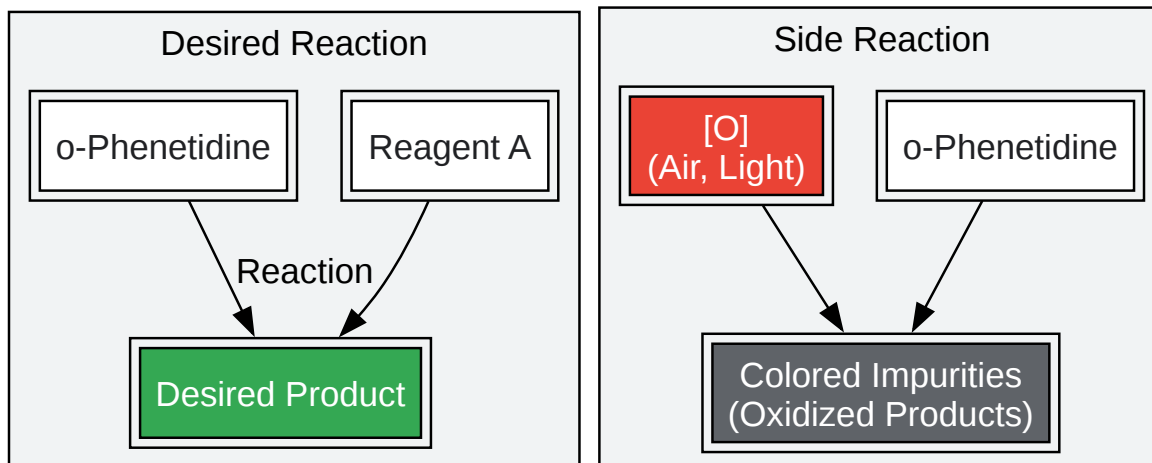 Desired Reaction
o-Phenetidine
Reagent A
Reaction
Desired Product
Side Reaction
[O]
(Air, Light)
o-Phenetidine
Colored Impurities
(Oxidized Products)